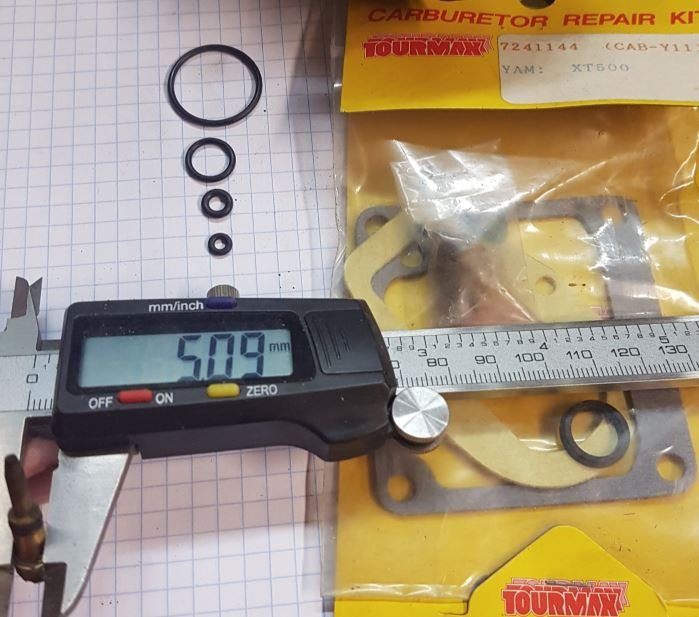 CARBURETOR REPAIR KIT
TOURMAX
7241144 (CAB-Y11)
YAM: XT500
mm/inch
5.09 mm
OFF ON ZERO
0
3 4 5
80 90 100 110 120 130
TOURMAX